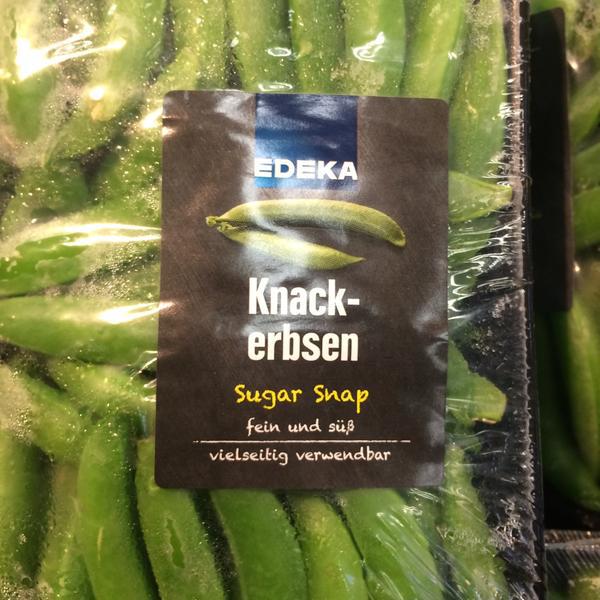 EDEKA
Knack-
erbsen
Sugar Snap
fein und süß
vielseitig verwendbar